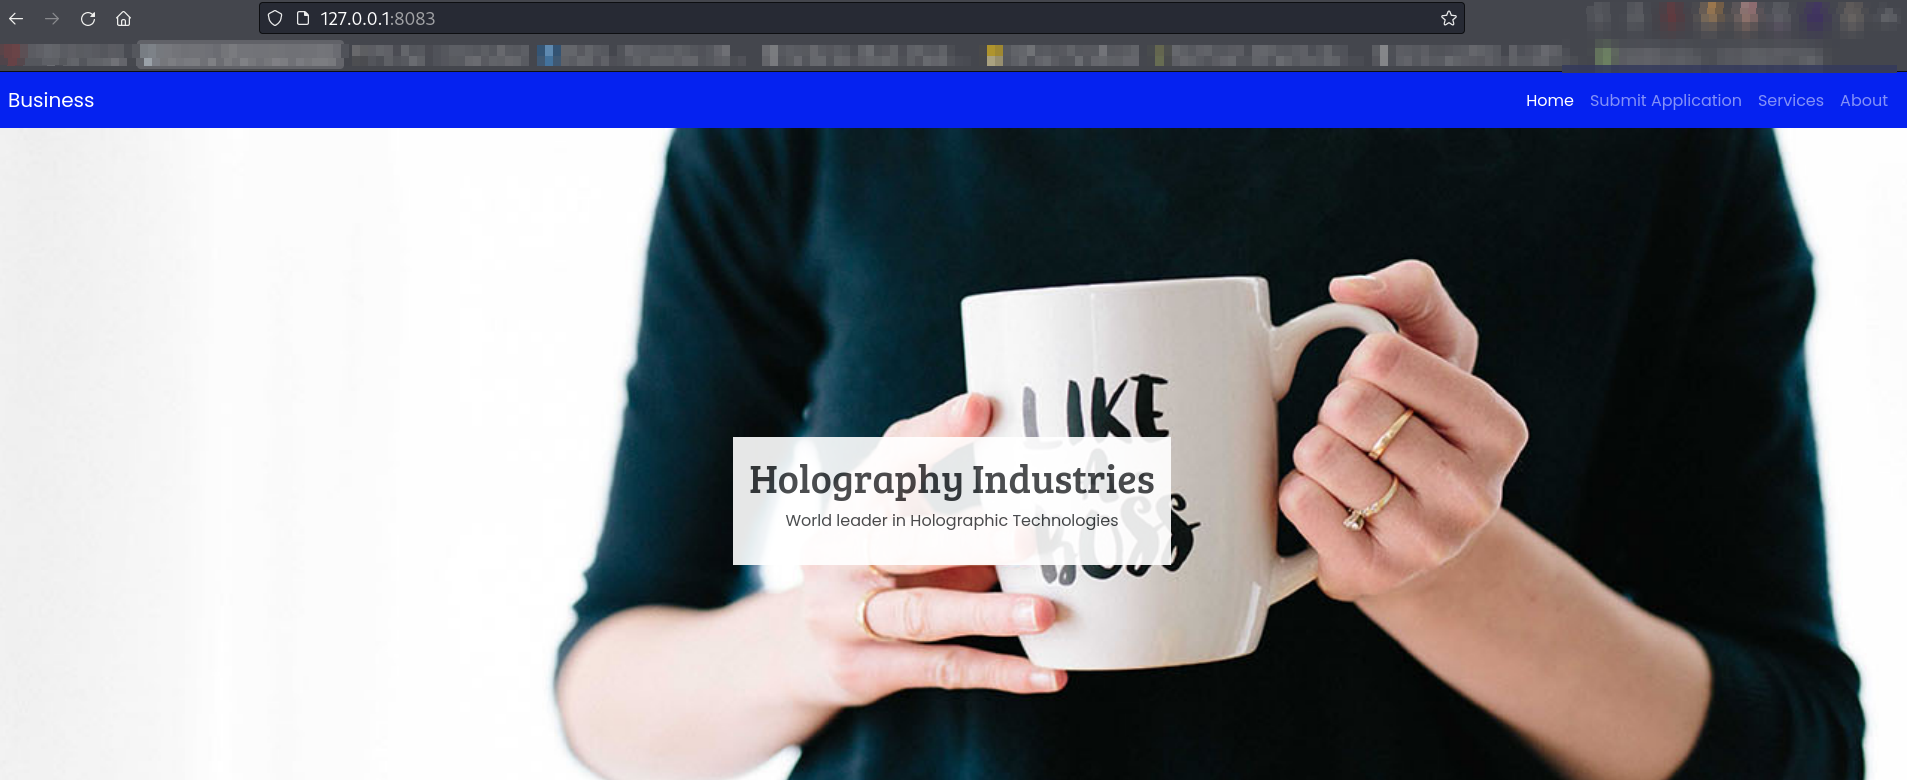 127.0.0.1:8083
Business
Home Submit Application Services About
LIKE
A
Holography Industries
World leader in Holographic Technologies
BOSS